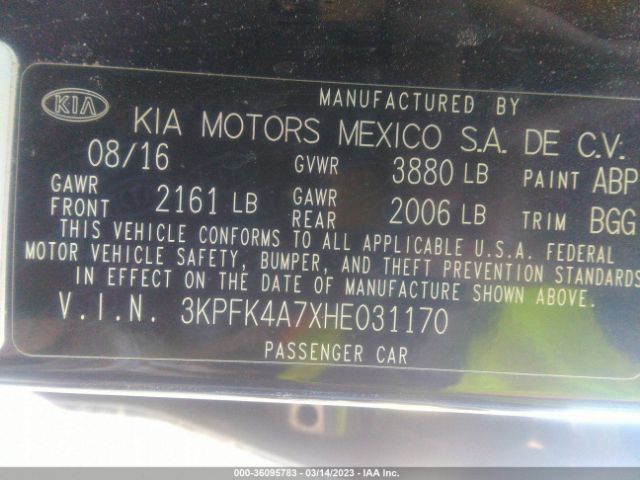 MANUFACTURED BY
KIA KIA MOTORS MEXICO S.A. DE C.V.
08/16 GVWR 3880 LB PAINT ABP
GAWR FRONT 2161 LB GAWR REAR 2006 LB TRIM BGG
THIS VEHICLE CONFORMS TO ALL APPLICABLE U.S.A. FEDERAL
MOTOR VEHICLE SAFETY, BUMPER, AND THEFT PREVENTION STANDARDS
IN EFFECT ON THE DATE OF MANUFACTURE SHOWN ABOVE.
V.I.N. 3KPFK4A7XHE031170
PASSENGER CAR
000-36095783 - 03/14/2023 - IAA Inc.